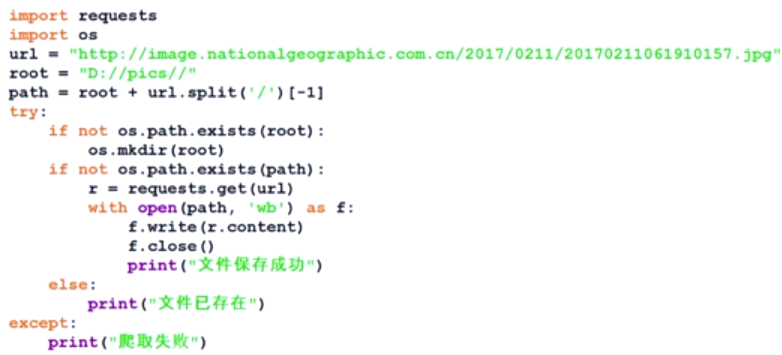 import requests
import os
url = "http://image.nationalgeographic.com.cn/2017/0211/20170211061910157.jpg"
root = "D://pics//"
path = root + url.split('/')[-1]
try:
    if not os.path.exists(root):
        os.mkdir(root)
    if not os.path.exists(path):
        r = requests.get(url)
        with open(path, 'wb') as f:
            f.write(r.content)
            f.close()
            print("文件保存成功")
    else:
        print("文件已存在")
except:
    print("爬取失败")